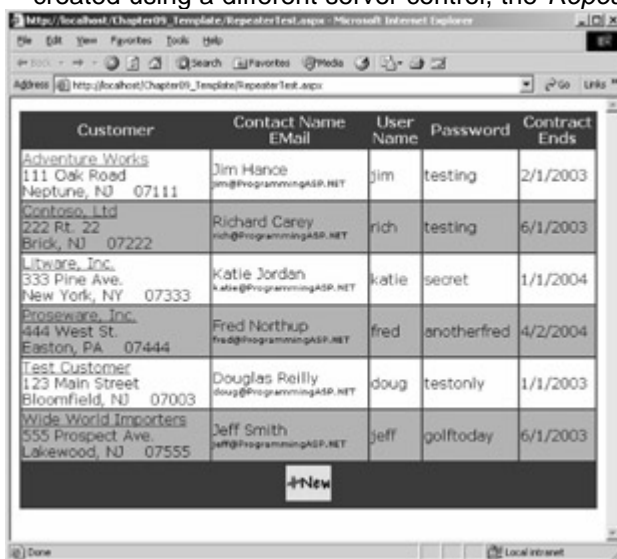 created using a different server control, the Repea
http://localhost/Chapter09_Template/RepeaterTest.aspx - Microsoft Internet Explorer
File Edit View Favorites Tools Help
Search Favorites Media
Address http://localhost/Chapter09_Template/RepeaterTest.aspx Go Links
Customer Contact Name EMail User Name Password Contract Ends
Adventure Works
111 Oak Road
Neptune, NJ 07111
Jim Hance
jim@ProgrammingASP.NET
jim testing 2/1/2003
Contoso, Ltd
222 Rt. 22
Brick, NJ 07222
Richard Carey
rich@ProgrammingASP.NET
rich testing 6/1/2003
Litware, Inc.
333 Pine Ave.
New York, NY 07333
Katie Jordan
katie@ProgrammingASP.NET
katie secret 1/1/2004
Proseware, Inc.
444 West St.
Easton, PA 07444
Fred Northup
fred@ProgrammingASP.NET
fred anotherfred 4/2/2004
Test Customer
123 Main Street
Bloomfield, NJ 07003
Douglas Reilly
doug@ProgrammingASP.NET
doug testonly 1/1/2003
Wide World Importers
555 Prospect Ave.
Lakewood, NJ 07555
Jeff Smith
jeff@ProgrammingASP.NET
jeff golftoday 6/1/2003
+New
Done Local intranet